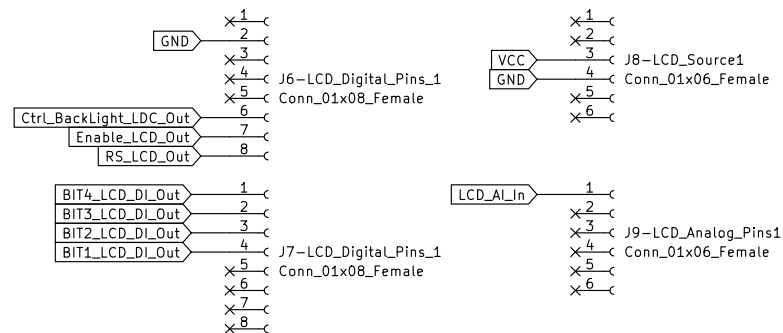 1
GND 2
3
4 J6-LCD_Digital_Pins_1
5 Conn_01x08_Female
Ctrl_BackLight_LDC_Out 6
Enable_LCD_Out 7
RS_LCD_Out 8
1
2
VCC 3 J8-LCD_Source1
GND 4 Conn_01x06_Female
5
6
BIT4_LCD_DI_Out 1
BIT3_LCD_DI_Out 2
BIT2_LCD_DI_Out 3
BIT1_LCD_DI_Out 4 J7-LCD_Digital_Pins_1
5 Conn_01x08_Female
6
7
8
LCD_AI_In 1
2
3 J9-LCD_Analog_Pins1
4 Conn_01x06_Female
5
6